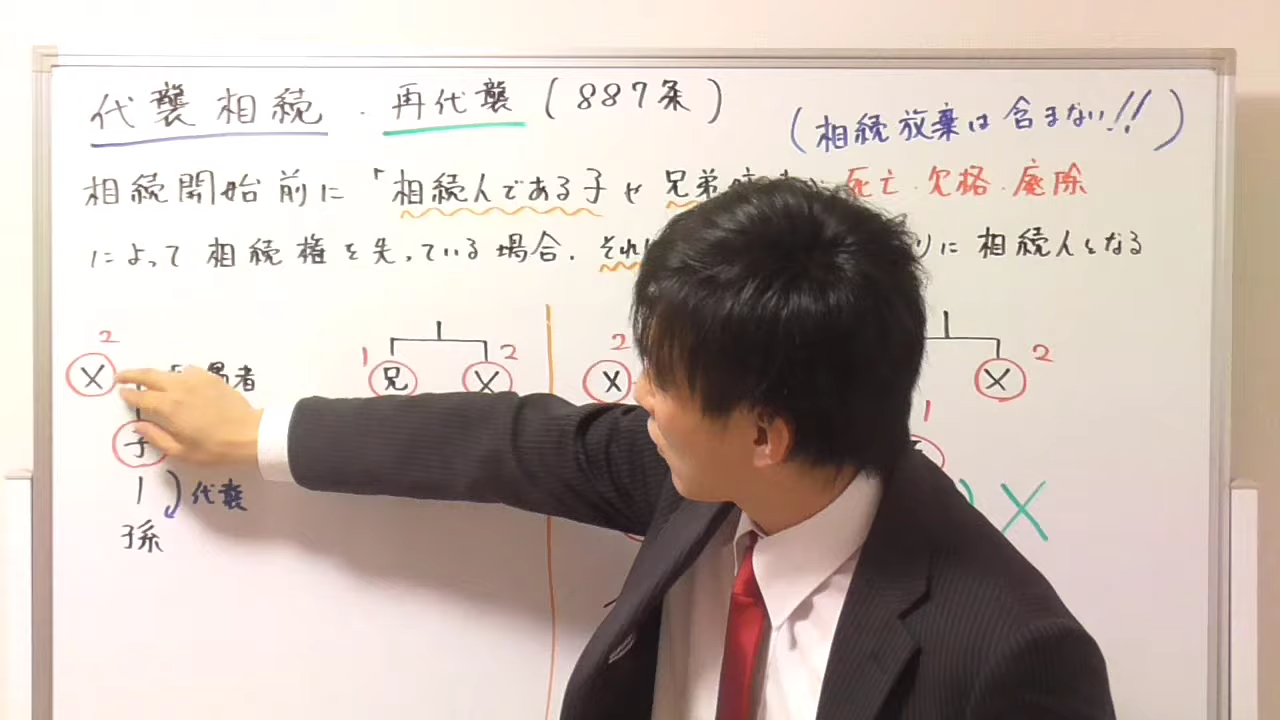 代襲相続 . 再代襲 (887条)
(相続放棄は含まない!!)
相続開始前に「相続人である子や 兄弟 死亡.欠格.廃除
によって相続権を失っている場合. それ りに相続人となる
2
X 偶者
子
代襲
孫
1 2
兄 X
2
X
2
X
1
X